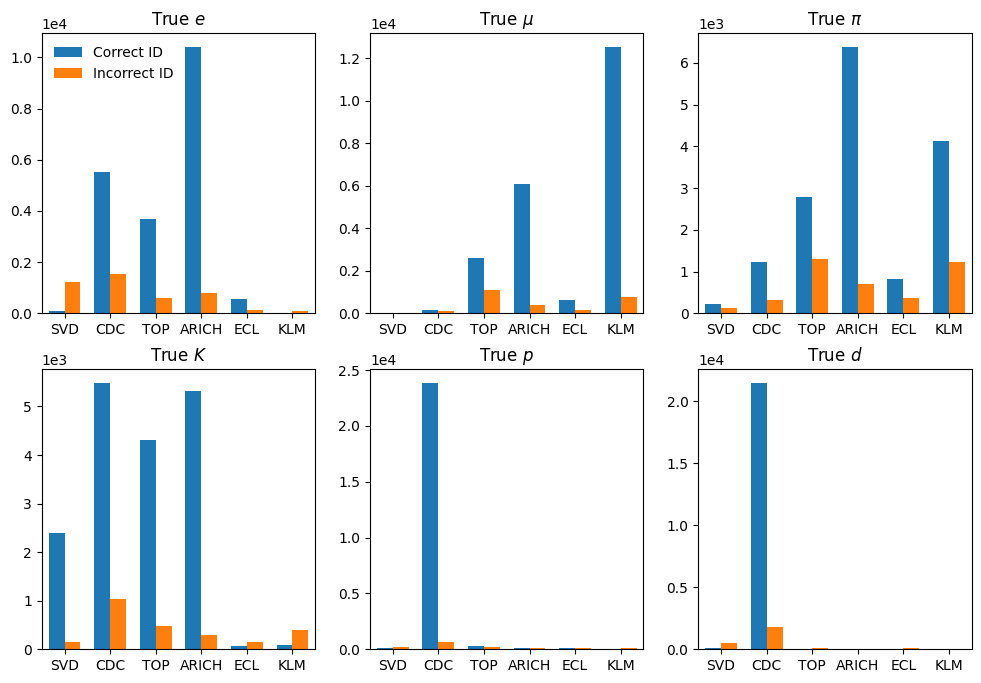 True e
1e4
Correct ID
Incorrect ID
1.0
0.8
0.6
0.4
0.2
0.0
SVD CDC TOP ARICH ECL KLM
True μ
1e4
1.2
1.0
0.8
0.6
0.4
0.2
0.0
SVD CDC TOP ARICH ECL KLM
True π
1e3
6
5
4
3
2
1
0
SVD CDC TOP ARICH ECL KLM
True K
1e3
5
4
3
2
1
0
SVD CDC TOP ARICH ECL KLM
True p
1e4
2.5
2.0
1.5
1.0
0.5
0.0
SVD CDC TOP ARICH ECL KLM
True d
1e4
2.0
1.5
1.0
0.5
0.0
SVD CDC TOP ARICH ECL KLM